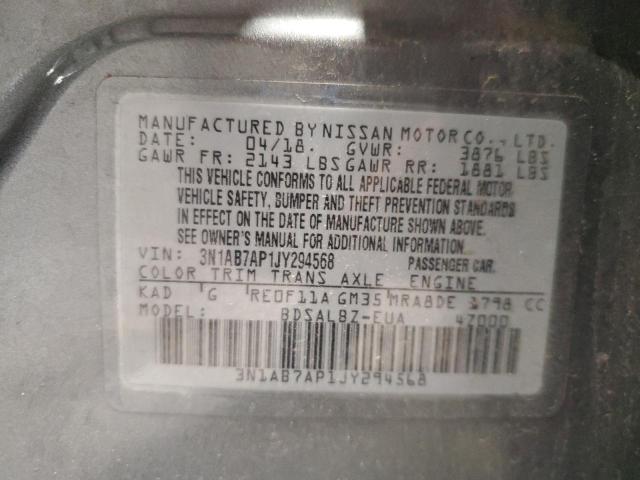 MANUFACTURED BY NISSAN MOTOR CO., LTD.
DATE: 04/18. GVWR: 3876 LBS
GAWR FR: 2143 LBS GAWR RR: 1881 LBS
THIS VEHICLE CONFORMS TO ALL APPLICABLE FEDERAL MOTOR
VEHICLE SAFETY, BUMPER AND THEFT PREVENTION STANDARDS
IN EFFECT ON THE DATE OF MANUFACTURE SHOWN ABOVE.
SEE OWNER'S MANUAL FOR ADDITIONAL INFORMATION.
VIN: 3N1AB7AP1JY294568 PASSENGER CAR.
COLOR TRIM TRANS AXLE ENGINE
KAD G RE0F11A GM35 MRA8DE 1798 CC
MODEL: BDSALBZ-EUA 47000
3N1AB7AP1JY294568